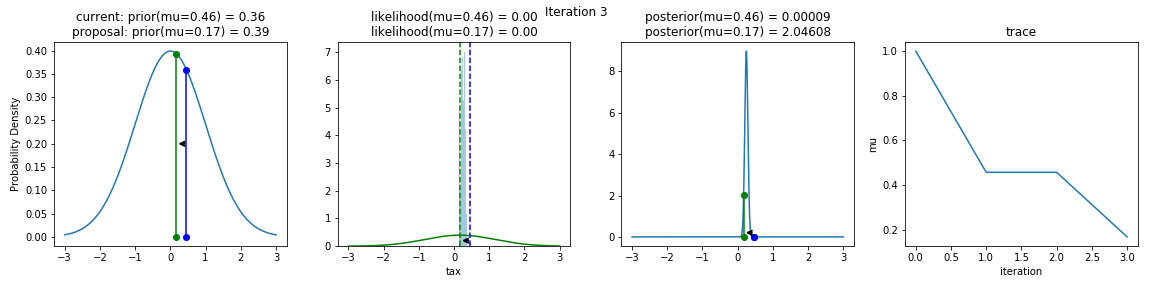 Iteration 3
current: prior(mu=0.46) = 0.36
proposal: prior(mu=0.17) = 0.39
0.40
0.35
0.30
0.25
0.20
0.15
0.10
0.05
0.00
Probability Density
−3 −2 −1 0 1 2 3
likelihood(mu=0.46) = 0.00
likelihood(mu=0.17) = 0.00
7
6
5
4
3
2
1
0
−3 −2 −1 0 1 2 3
tax
posterior(mu=0.46) = 0.00009
posterior(mu=0.17) = 2.04608
8
6
4
2
0
−3 −2 −1 0 1 2 3
trace
1.0
0.8
0.6
0.4
0.2
mu
0.0 0.5 1.0 1.5 2.0 2.5 3.0
iteration